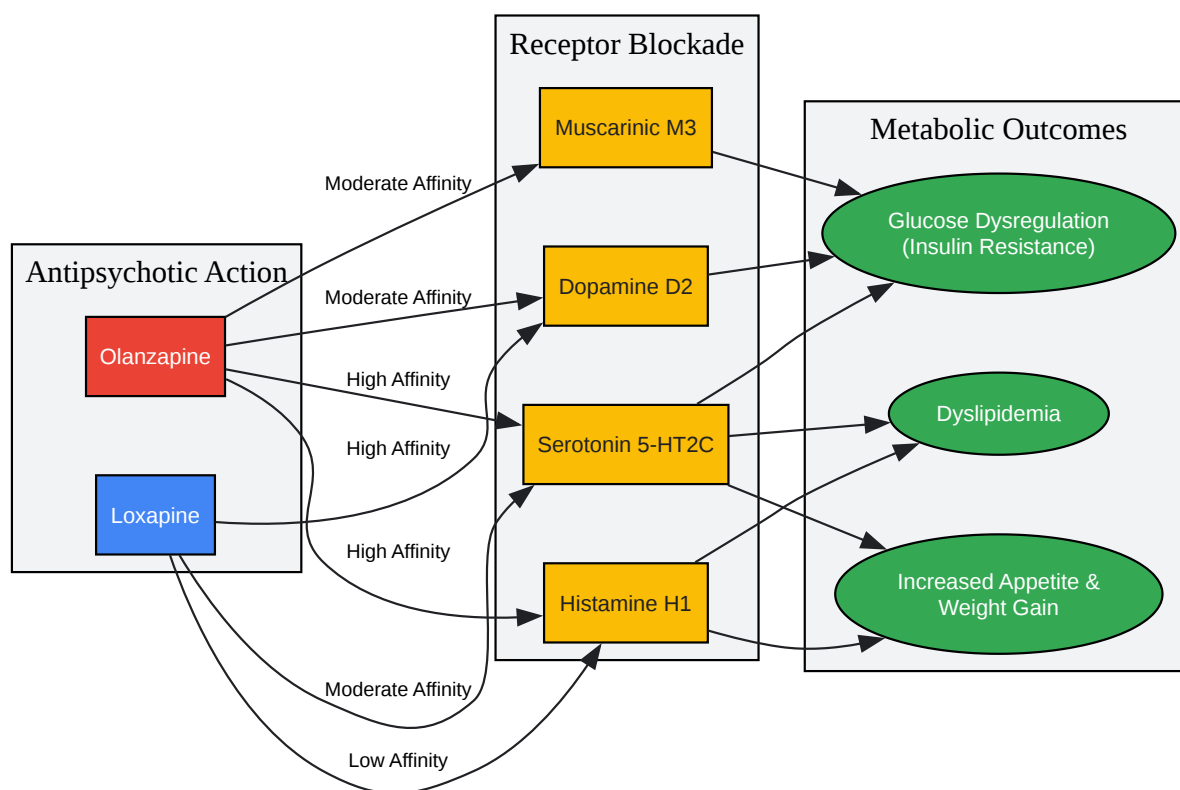 Antipsychotic Action
Olanzapine
Loxapine
Moderate Affinity
Moderate Affinity
High Affinity
High Affinity
High Affinity
Moderate Affinity
Low Affinity
Receptor Blockade
Muscarinic M3
Dopamine D2
Serotonin 5-HT2C
Histamine H1
Metabolic Outcomes
Glucose Dysregulation
(Insulin Resistance)
Dyslipidemia
Increased Appetite &
Weight Gain